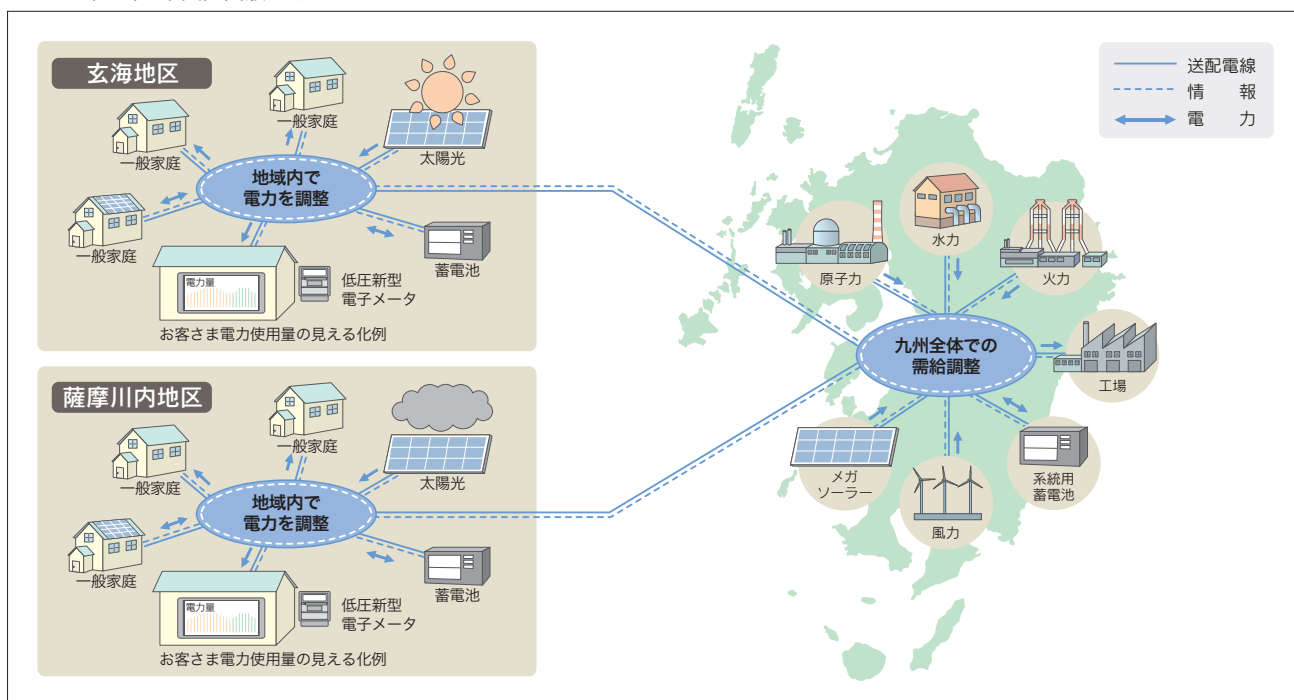 玄海地区
一般家庭
一般家庭
太陽光
地域内で
電力を調整
一般家庭
蓄電池
電力量
低圧新型
電子メータ
お客さま電力使用量の見える化例
薩摩川内地区
一般家庭
一般家庭
太陽光
地域内で
電力を調整
一般家庭
蓄電池
電力量
低圧新型
電子メータ
お客さま電力使用量の見える化例
送配電線
情　報
電　力
水力
原子力
火力
九州全体での
需給調整
工場
メガ
ソーラー
風力
系統用
蓄電池